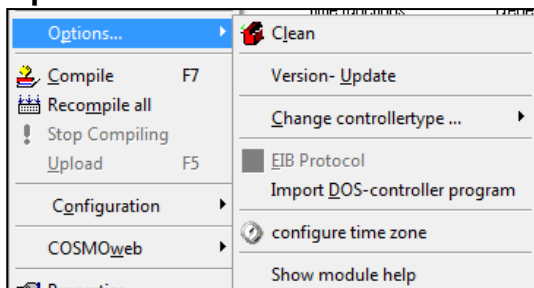 Options...
Compile F7
Recompile all
Stop Compiling
Upload F5
Configuration
COSMOweb
Properties
Clean
Version- Update
Change controllertype ...
EIB Protocol
Import DOS-controller program
configure time zone
Show module help